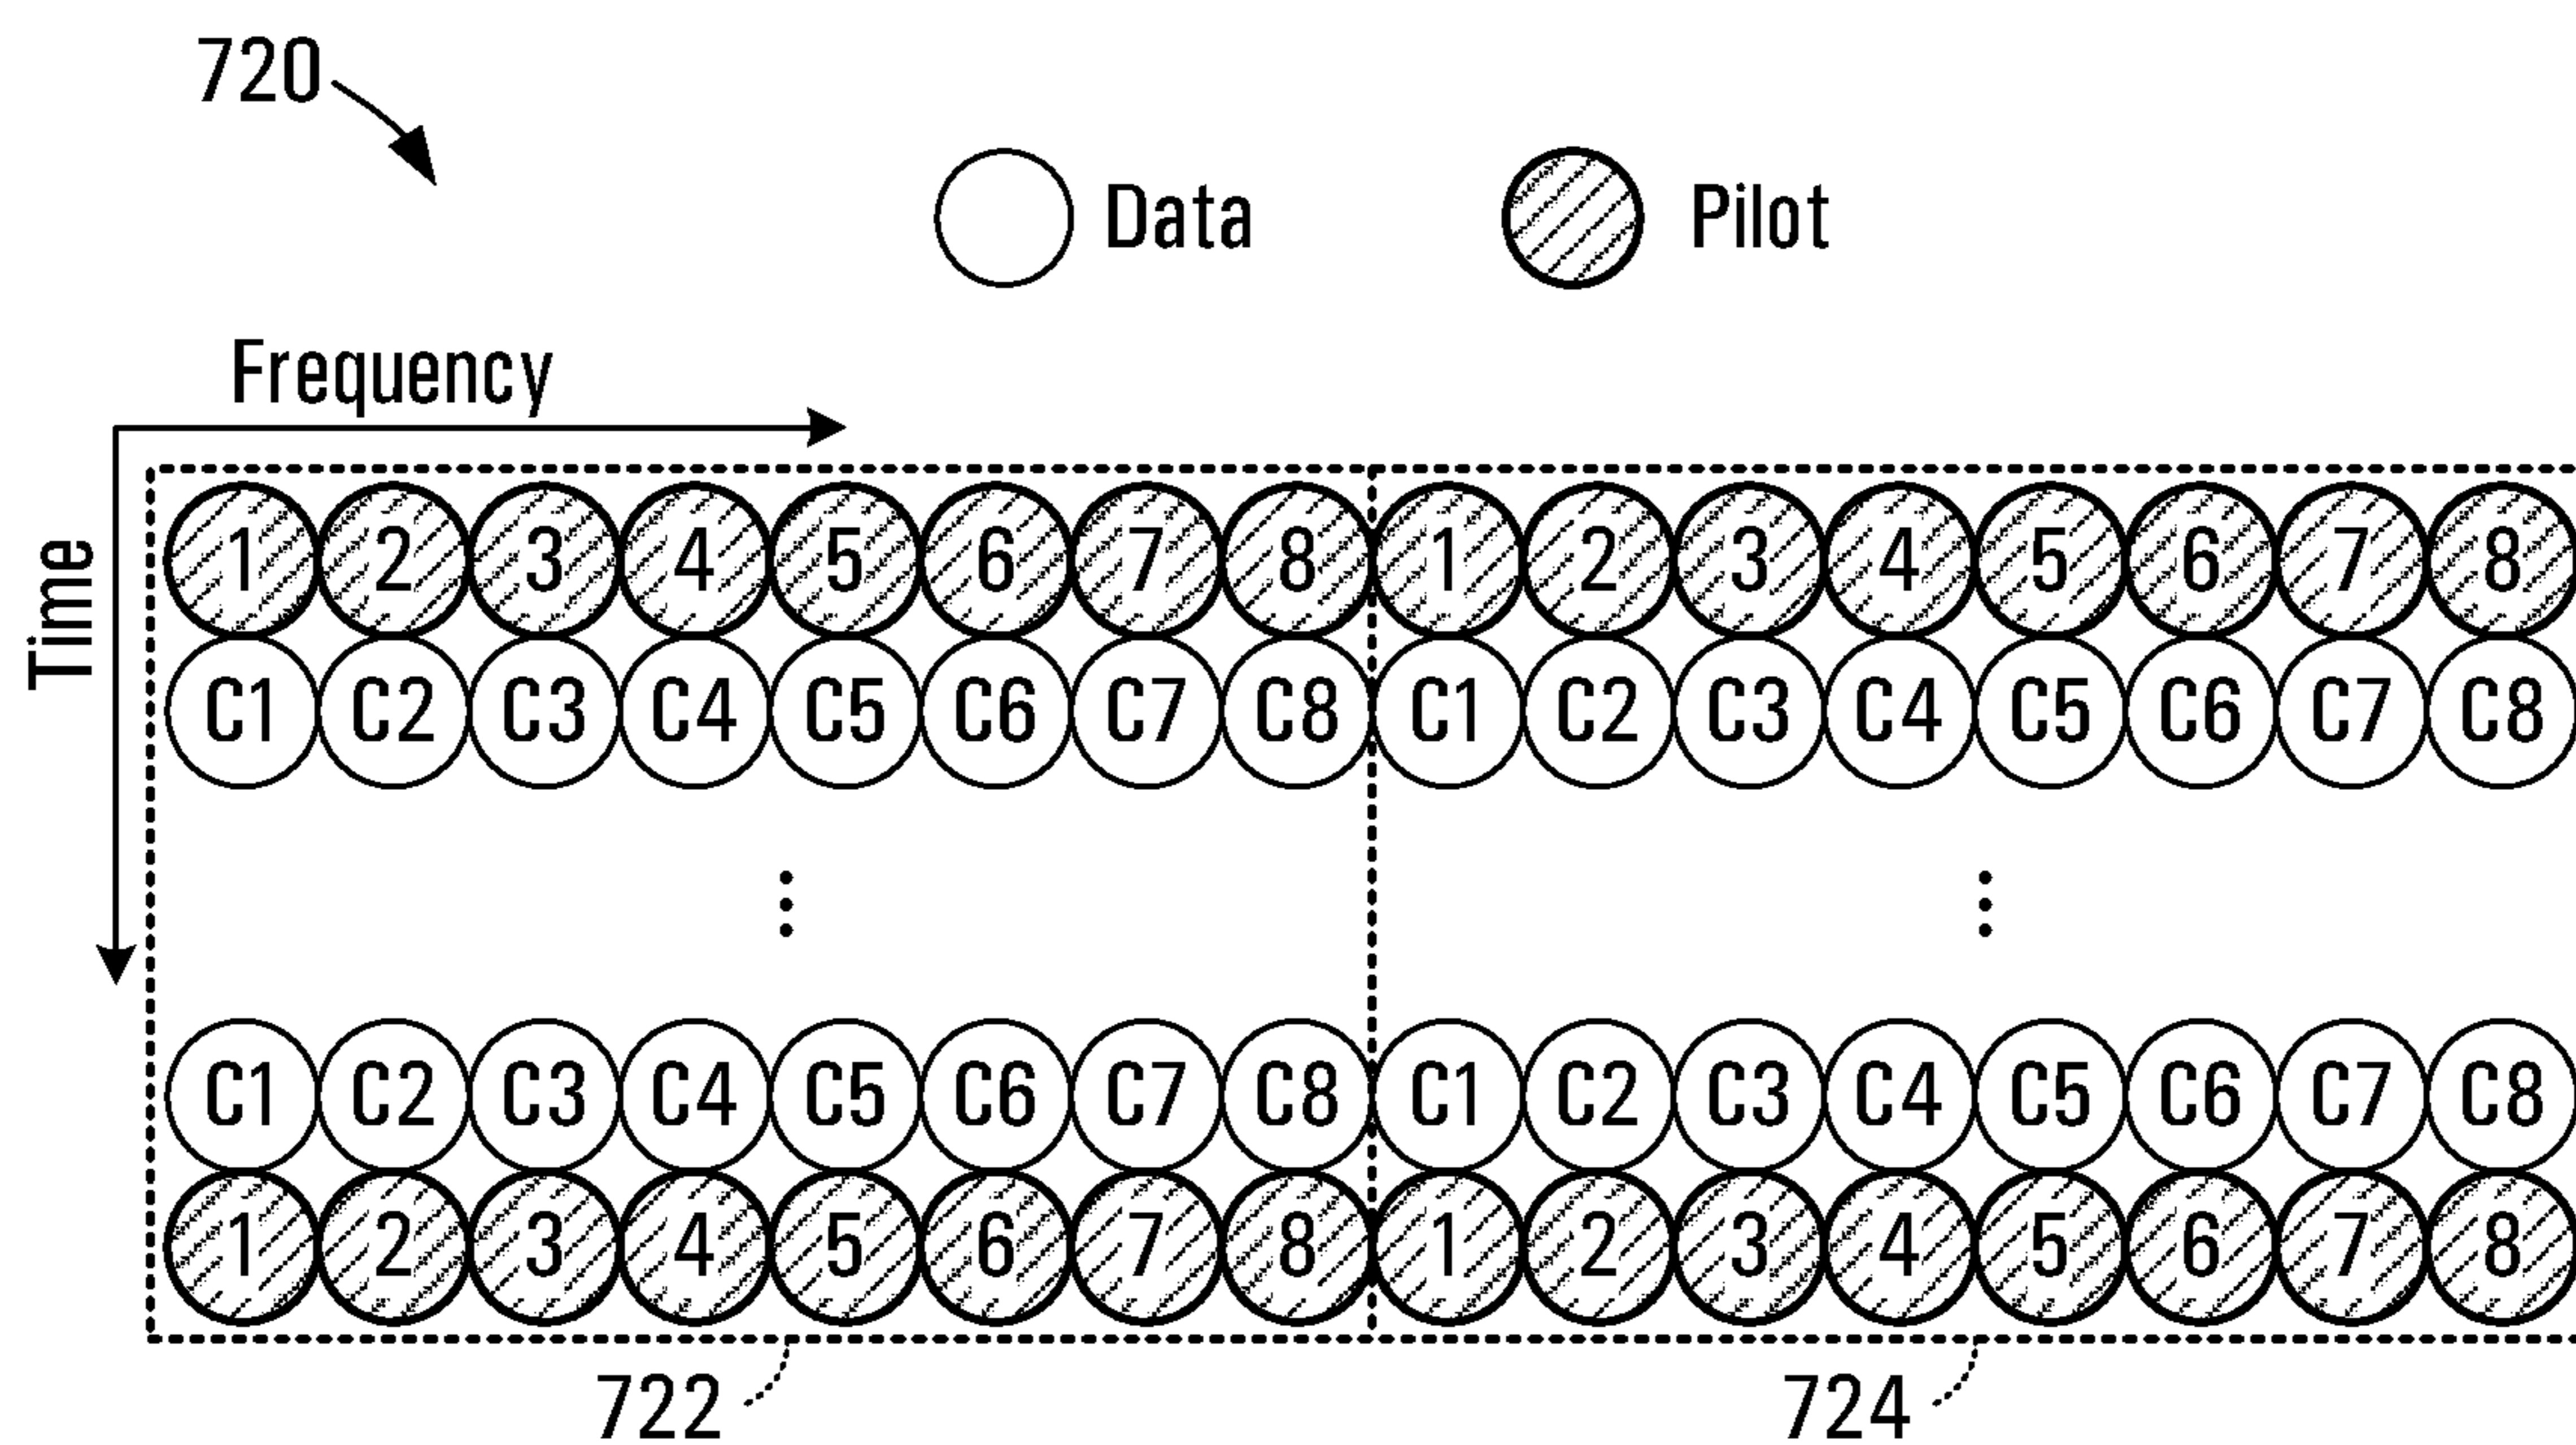 720
Data Pilot
Frequency
Time
1 2 3 4 5 6 7 8 1 2 3 4 5 6 7 8
C1 C2 C3 C4 C5 C6 C7 C8 C1 C2 C3 C4 C5 C6 C7 C8
C1 C2 C3 C4 C5 C6 C7 C8 C1 C2 C3 C4 C5 C6 C7 C8
1 2 3 4 5 6 7 8 1 2 3 4 5 6 7 8
722 724